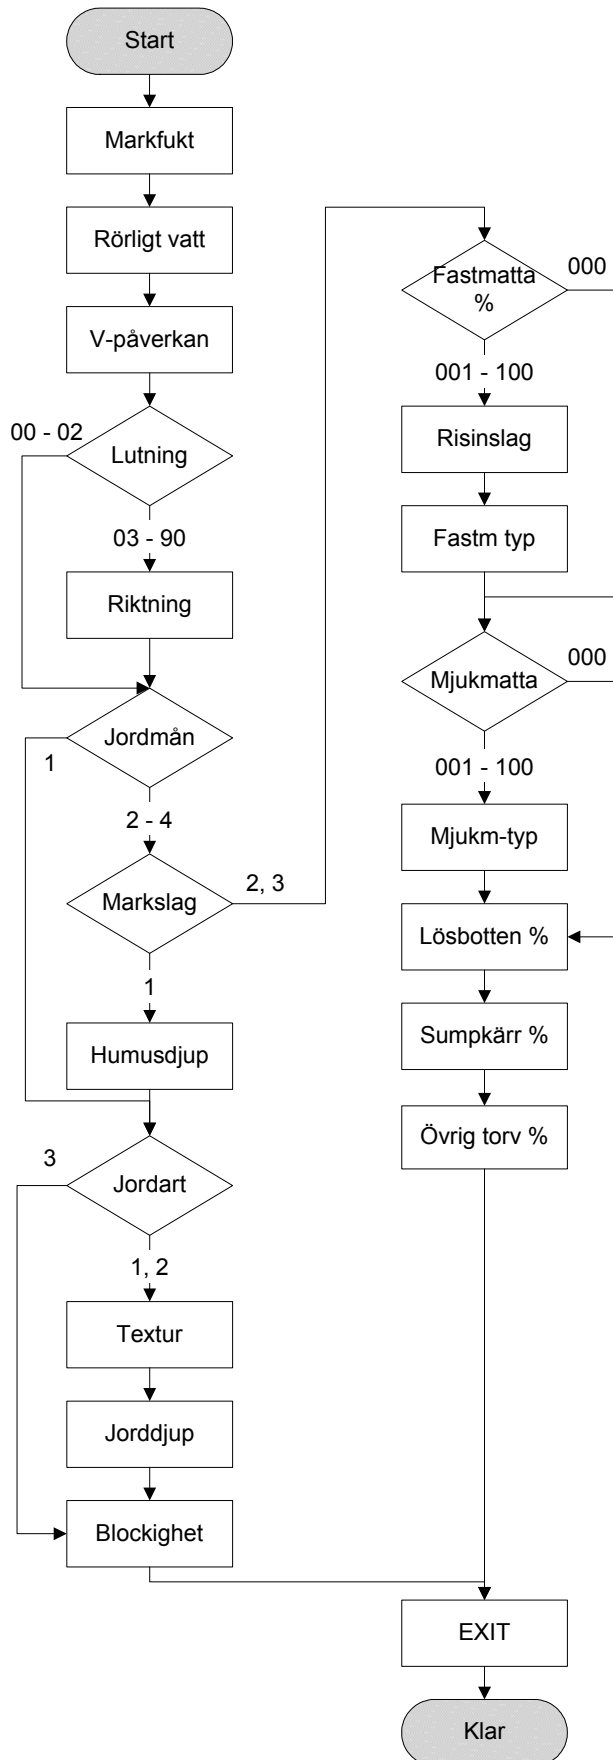 Start
Markfukt
Rörligt vatt
V-påverkan
00 - 02
Lutning
03 - 90
Riktning
Jordmån
1
2 - 4
Markslag
2, 3
1
Humusdjup
3
Jordart
1, 2
Textur
Jorddjup
Blockighet
Fastmatta
%
000
001 - 100
Risinslag
Fastm typ
000
Mjukmatta
001 - 100
Mjukm-typ
Lösbotten %
Sumpkärr %
Övrig torv %
EXIT
Klar